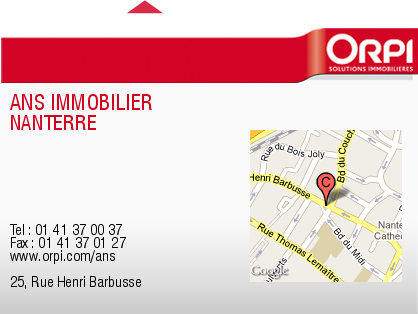 ORPI
SOLUTIONS IMMOBILIÈRES
ANS IMMOBILIER
NANTERRE
Rue du Bois Joly
Bd du Couch
Henri Barbusse
C
Nante
Cathéd
Bd du Midi
Rue Thomas Lemaître
Google
Tel : 01 41 37 00 37
Fax : 01 41 37 01 27
www.orpi.com/ans
25, Rue Henri Barbusse